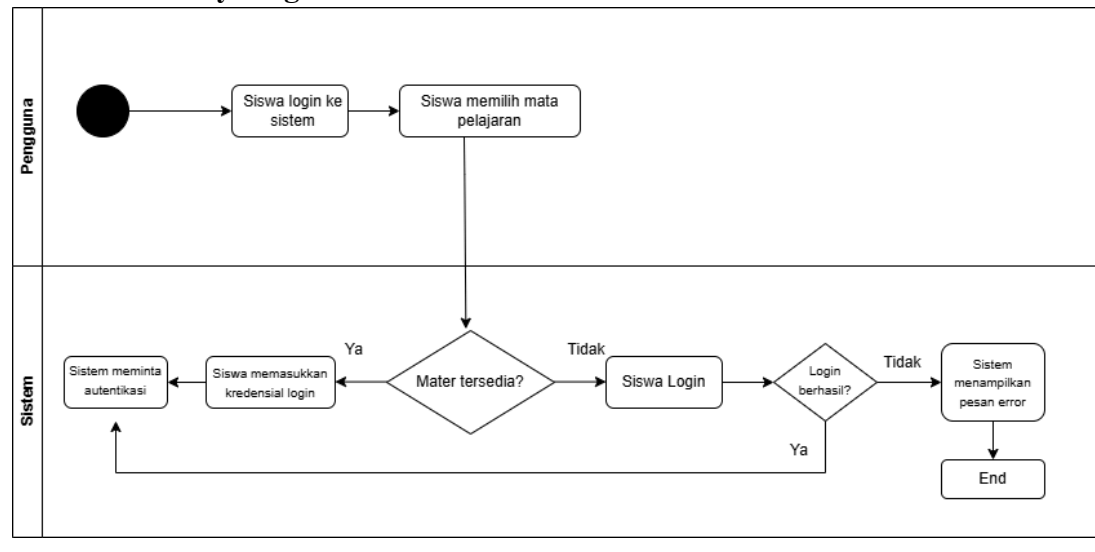 Pengguna
Siswa login ke
sistem
Siswa memilih mata
pelajaran
Sistem
Sistem meminta
autentikasi
Siswa memasukkan
kredensial login
Ya
Mater tersedia?
Tidak
Siswa Login
Login
berhasil?
Tidak
Ya
Sistem
menampilkan
pesan error
End